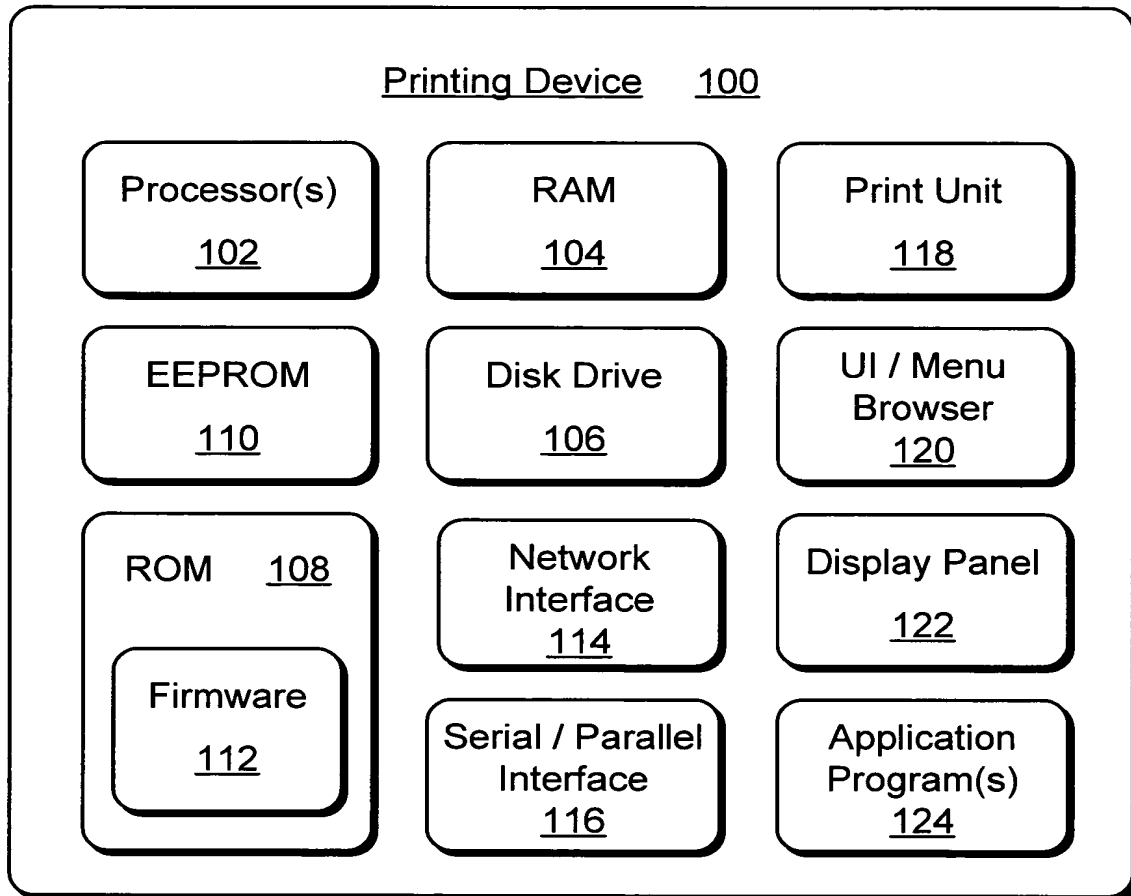 Printing Device 100
Processor(s)
102
RAM
104
Print Unit
118
EEPROM
110
Disk Drive
106
UI / Menu
Browser
120
ROM 108
Firmware
112
Network
Interface
114
Display Panel
122
Serial / Parallel
Interface
116
Application
Program(s)
124